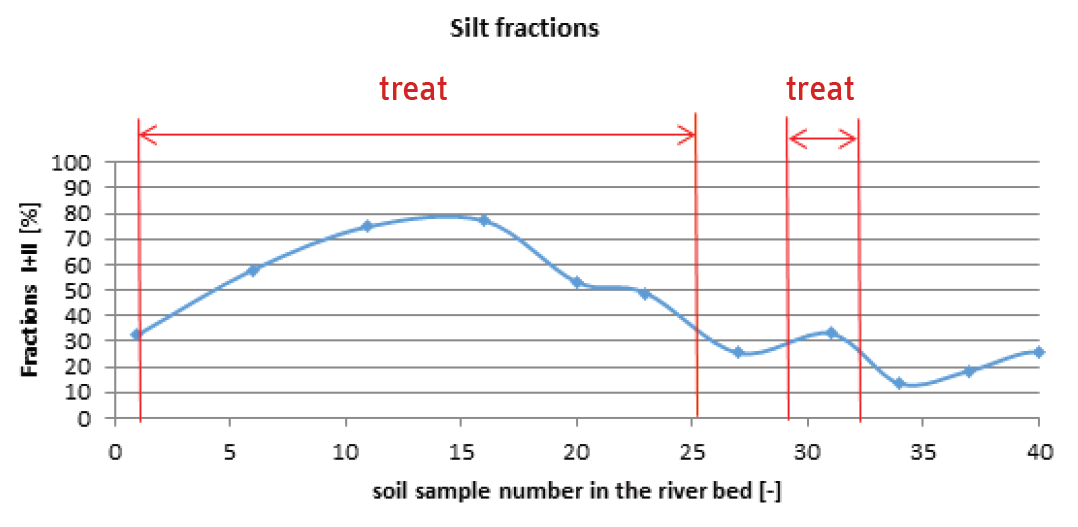 Silt fractions
treat
treat
Fractions I+II [%]
100
90
80
70
60
50
40
30
20
10
0
0 5 10 15 20 25 30 35 40
soil sample number in the river bed [-]